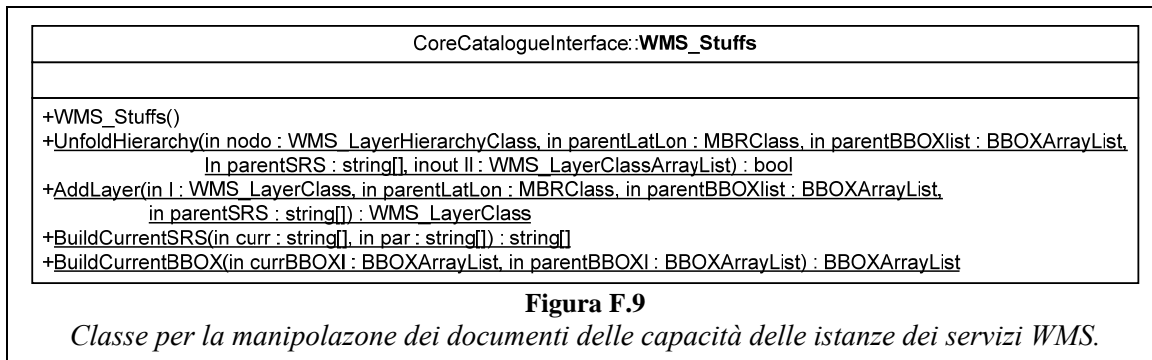 CoreCatalogueInterface::WMS_Stuffs
+WMS_Stuffs()
+UnfoldHierarchy(in nodo : WMS_LayerHierarchyClass, in parentLatLon : MBRClass, in parentBBOXlist : BBOXArrayList,
In parentSRS : string[], inout ll : WMS_LayerClassArrayList) : bool
+AddLayer(in l : WMS_LayerClass, in parentLatLon : MBRClass, in parentBBOXlist : BBOXArrayList,
in parentSRS : string[]) : WMS_LayerClass
+BuildCurrentSRS(in curr : string[], in par : string[]) : string[]
+BuildCurrentBBOX(in currBBOXl : BBOXArrayList, in parentBBOXl : BBOXArrayList) : BBOXArrayList
Figura F.9
Classe per la manipolazone dei documenti delle capacità delle istanze dei servizi WMS.